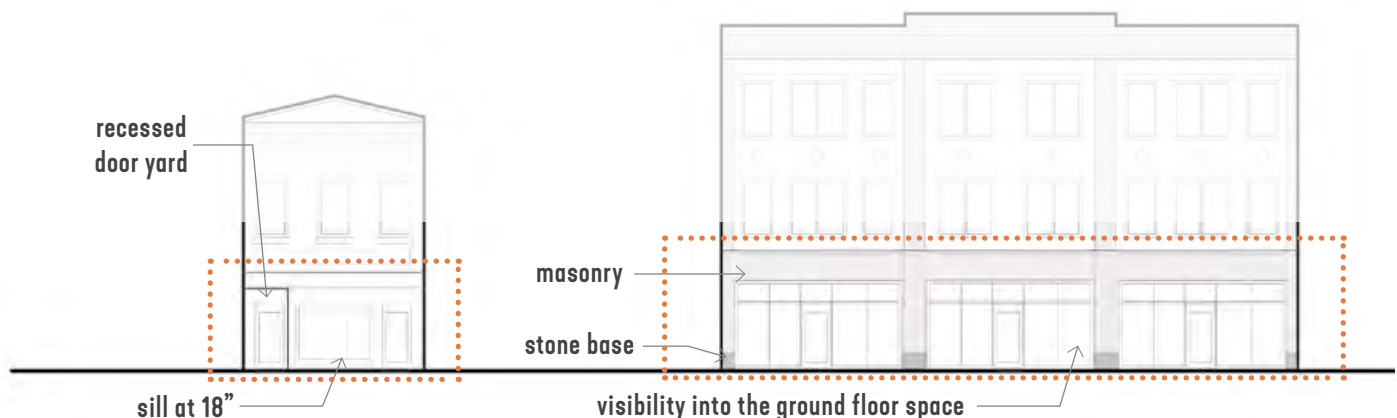 recessed
door yard
masonry
stone base
sill at 18”
visibility into the ground floor space